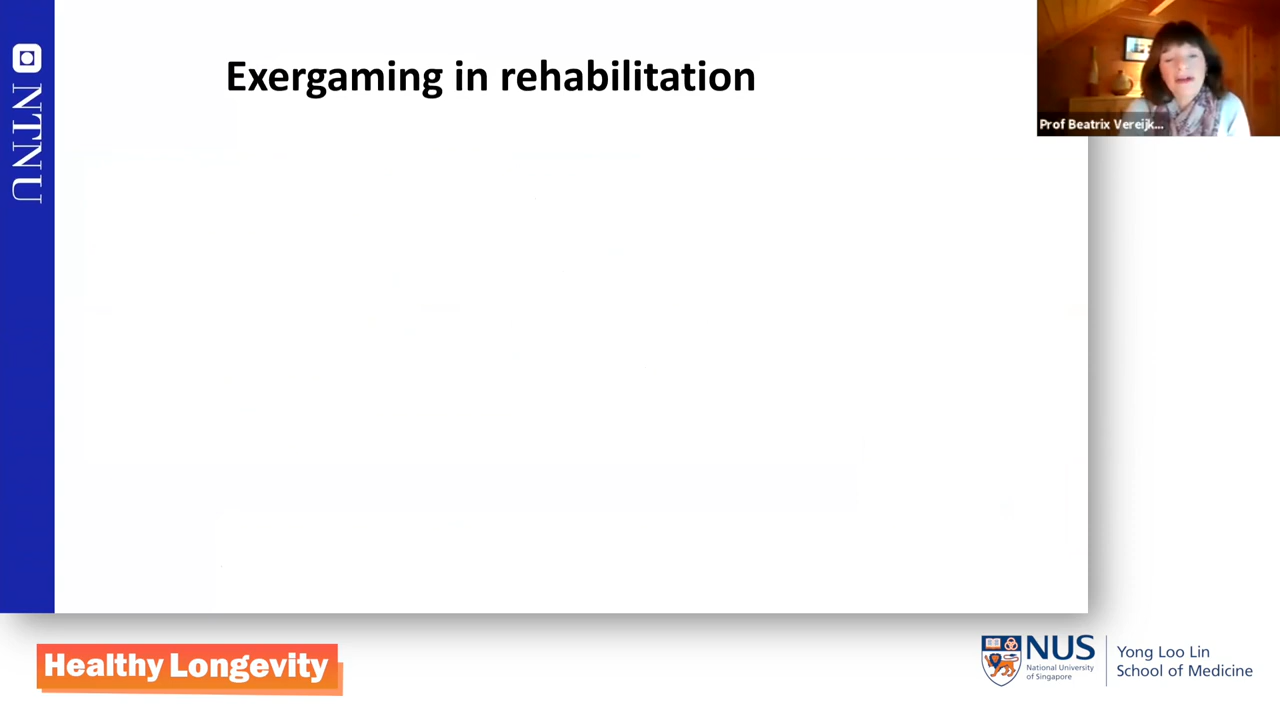 Exergaming in rehabilitation
Prof Beatrix Vereijk...
NTNU
Healthy Longevity
NUS
National University
of Singapore
Yong Loo Lin
School of Medicine